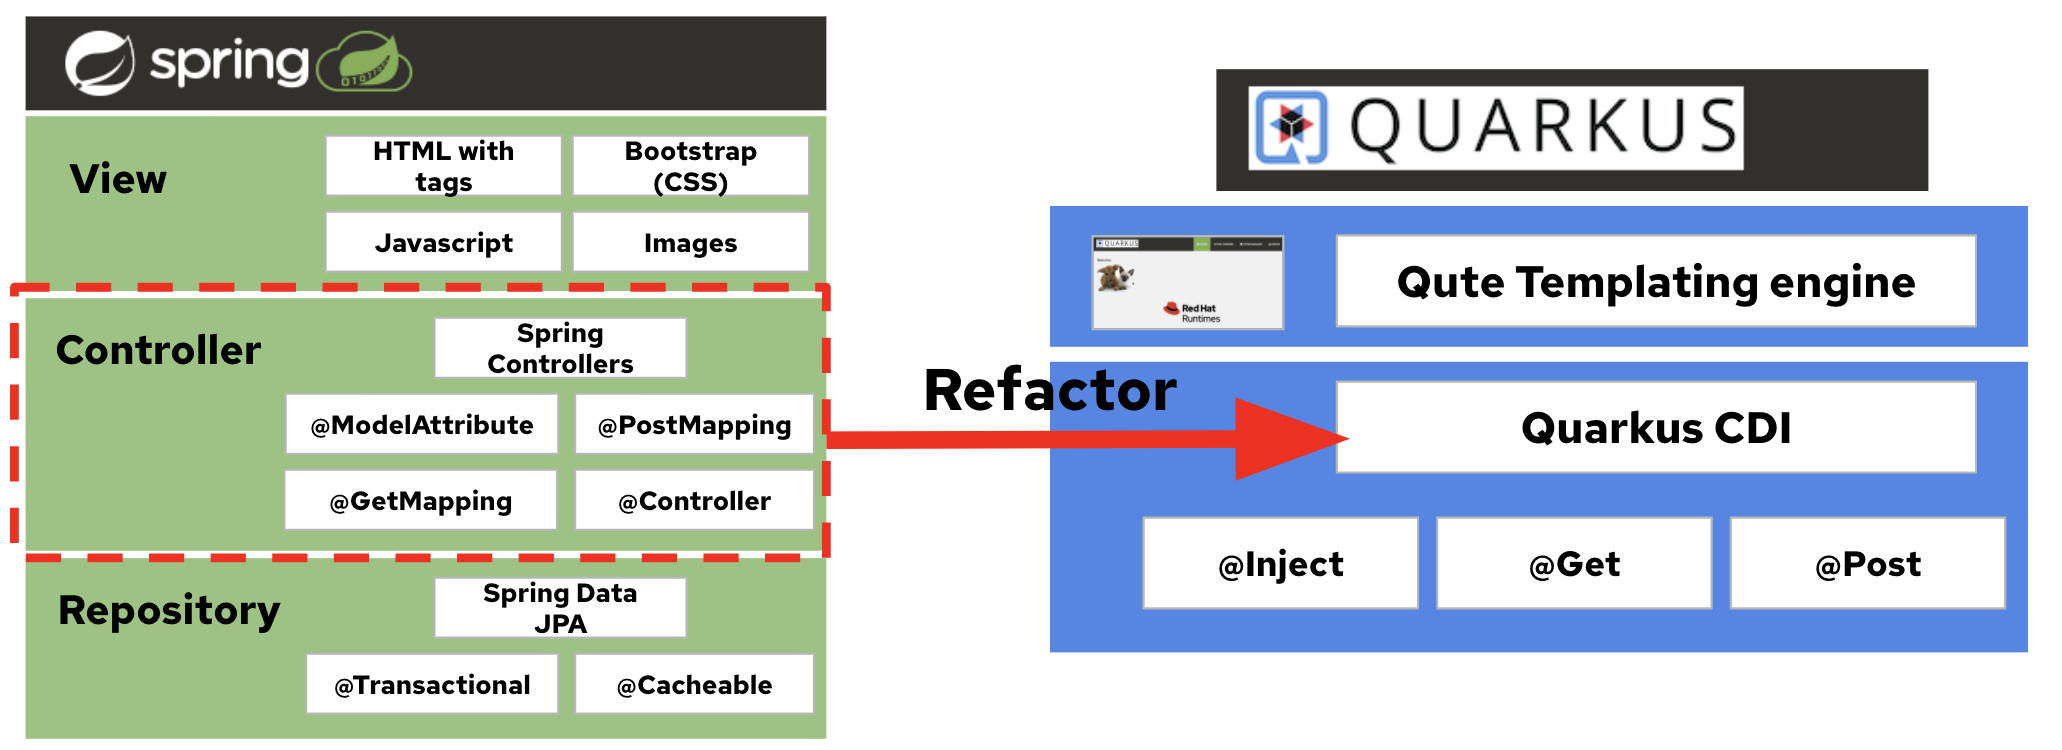 spring
View
HTML with
tags
Bootstrap
(CSS)
Javascript
Images
Controller
Spring
Controllers
@ModelAttribute
@PostMapping
@GetMapping
@Controller
Repository
Spring Data
JPA
@Transactional
@Cacheable
Refactor
QUARKUS
QUARKUS
Red Hat
Runtimes
Qute Templating engine
Quarkus CDI
@Inject
@Get
@Post